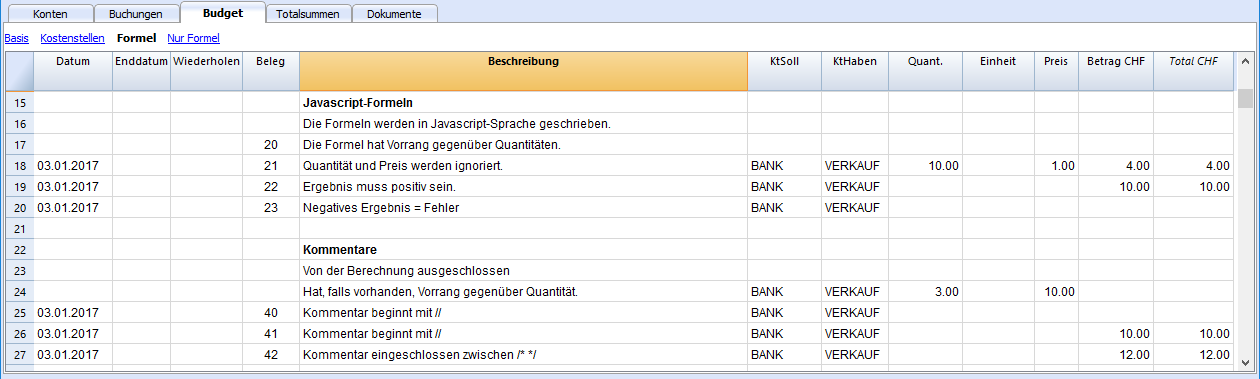 Konten Buchungen Budget Totalsummen Dokumente
Basis Kostenstellen Formel Nur Formel
Datum Enddatum Wiederholen Beleg Beschreibung KtSoll KtHaben Quant. Einheit Preis Betrag CHF Total CHF
15 Javascript-Formeln
16 Die Formeln werden in Javascript-Sprache geschrieben.
17 20 Die Formel hat Vorrang gegenüber Quantitäten.
18 03.01.2017 21 Quantität und Preis werden ignoriert. BANK VERKAUF 10.00 1.00 4.00 4.00
19 03.01.2017 22 Ergebnis muss positiv sein. BANK VERKAUF 10.00 10.00
20 03.01.2017 23 Negatives Ergebnis = Fehler BANK VERKAUF
21
22 Kommentare
23 Von der Berechnung ausgeschlossen
24 Hat, falls vorhanden, Vorrang gegenüber Quantität. BANK VERKAUF 3.00 10.00
25 03.01.2017 40 Kommentar beginnt mit // BANK VERKAUF
26 03.01.2017 41 Kommentar beginnt mit // BANK VERKAUF 10.00 10.00
27 03.01.2017 42 Kommentar eingeschlossen zwischen /* */ BANK VERKAUF 12.00 12.00